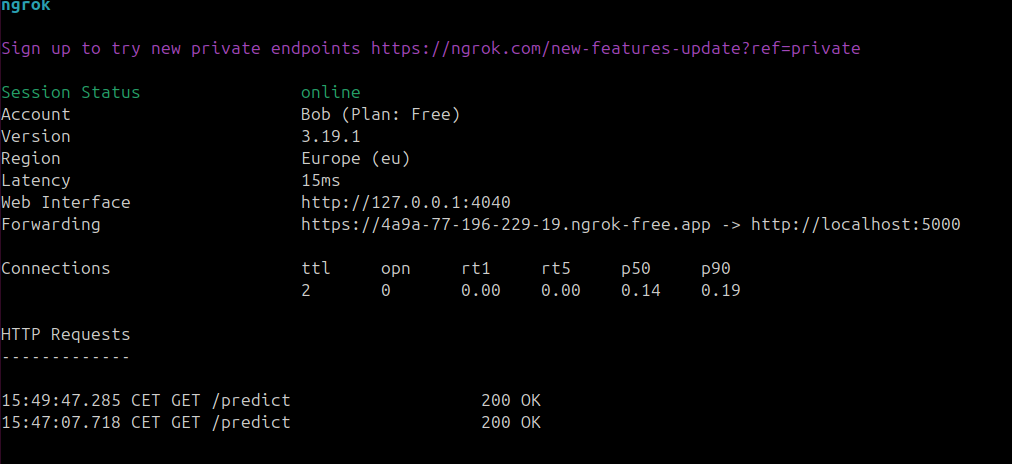 ngrok
Sign up to try new private endpoints https://ngrok.com/new-features-update?ref=private
Session Status online
Account Bob (Plan: Free)
Version 3.19.1
Region Europe (eu)
Latency 15ms
Web Interface http://127.0.0.1:4040
Forwarding https://4a9a-77-196-229-19.ngrok-free.app -> http://localhost:5000
Connections ttl opn rt1 rt5 p50 p90
2 0 0.00 0.00 0.14 0.19
HTTP Requests
-------------
15:49:47.285 CET GET /predict 200 OK
15:47:07.718 CET GET /predict 200 OK